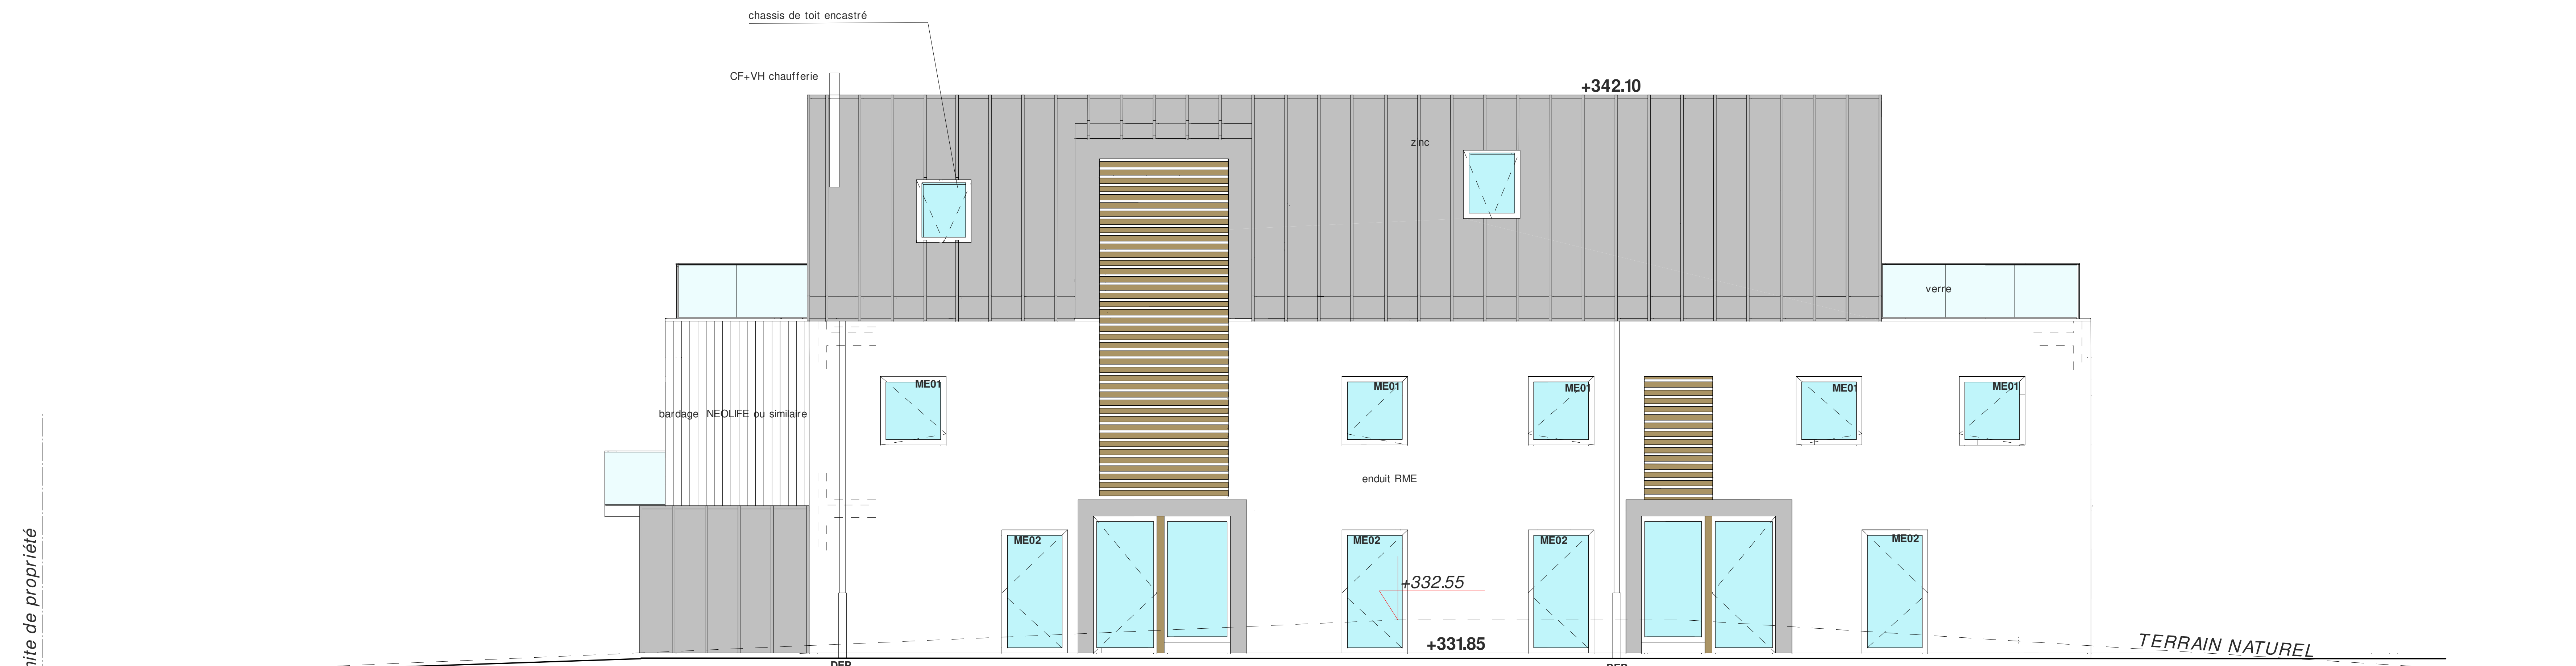 chassis de toit encastré
CF+VH chaufferie
+342.10
zinc
verre
ME01
ME01
ME01
ME01
ME01
bardage NEOLIFE ou similaire
enduit RME
ME02
ME02
ME02
ME02
+332.55
+331.85
TERRAIN NATUREL
de propriété